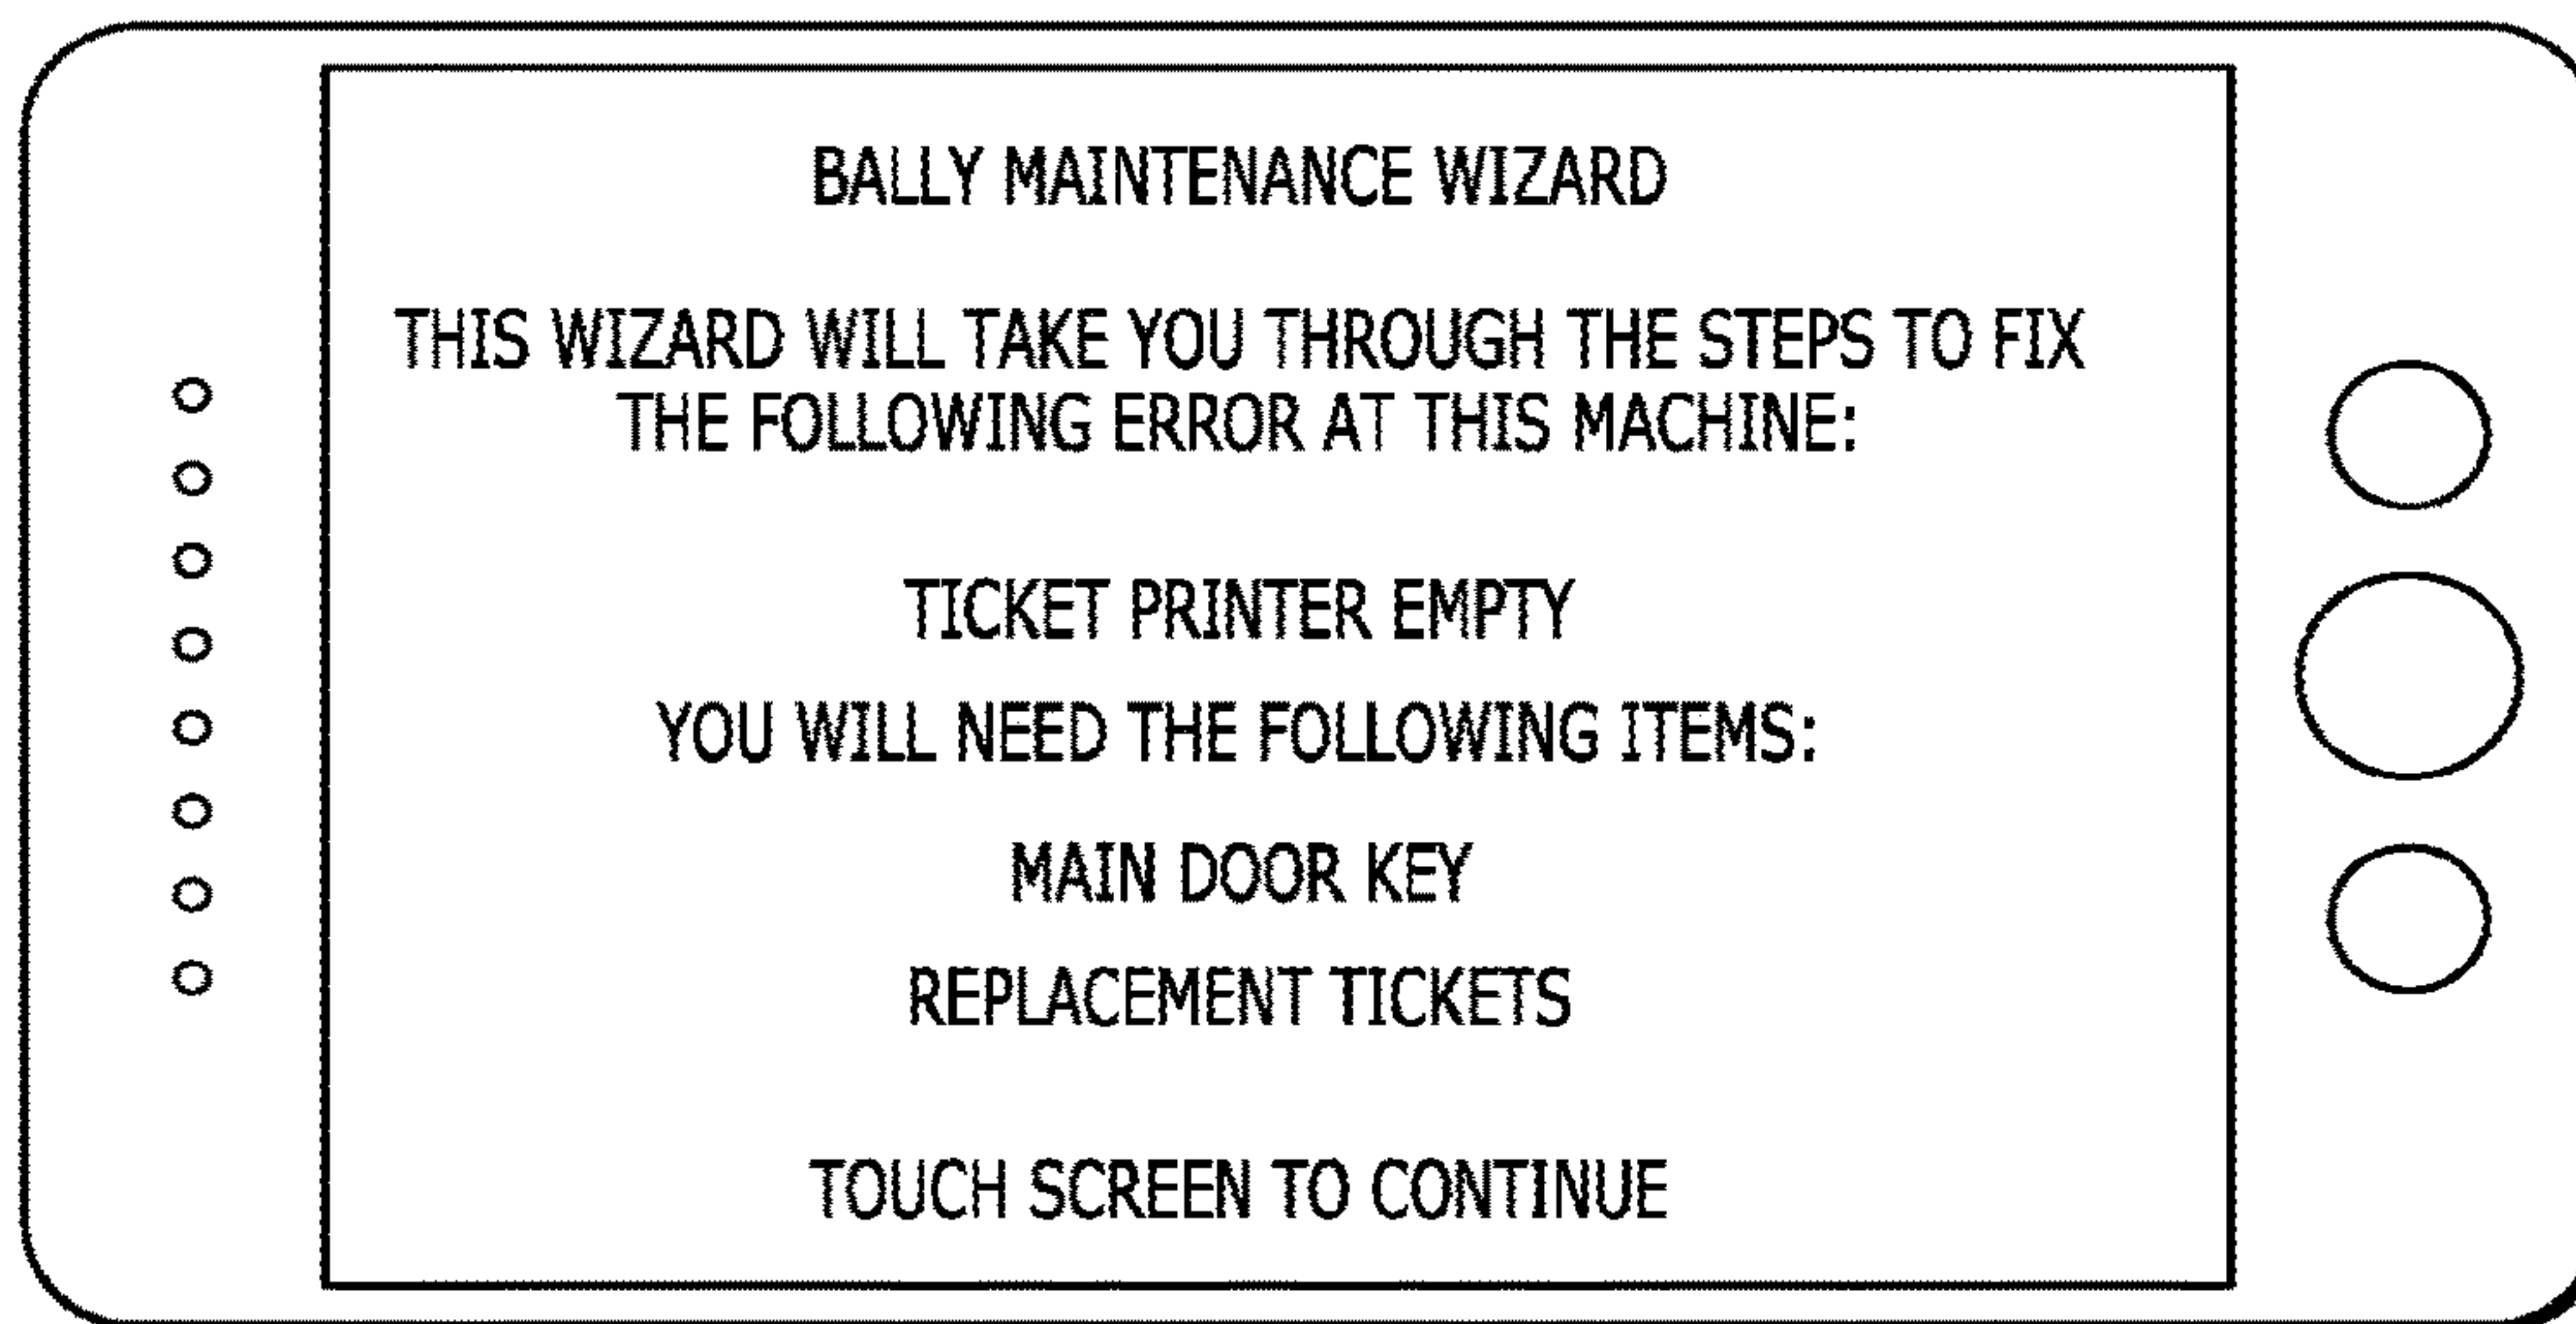 BALLY MAINTENANCE WIZARD
THIS WIZARD WILL TAKE YOU THROUGH THE STEPS TO FIX
THE FOLLOWING ERROR AT THIS MACHINE:
TICKET PRINTER EMPTY
YOU WILL NEED THE FOLLOWING ITEMS:
MAIN DOOR KEY
REPLACEMENT TICKETS
TOUCH SCREEN TO CONTINUE